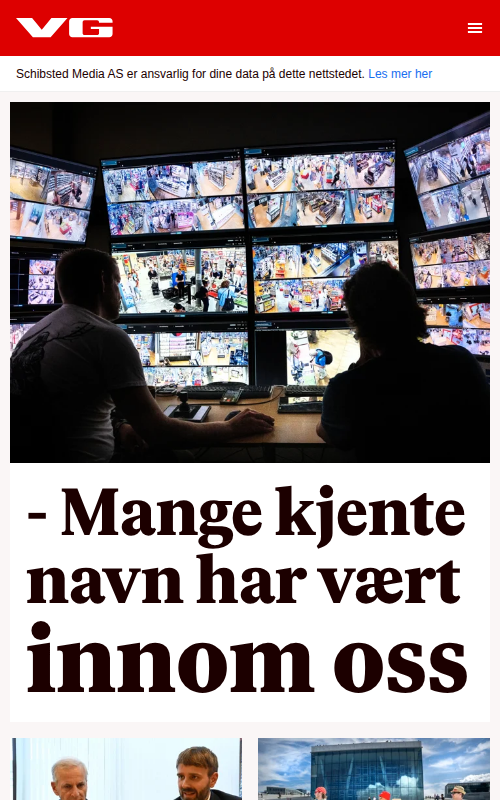 VG
Schibsted Media AS er ansvarlig for dine data på dette nettstedet. Les mer her
- Mange kjente
navn har vært
innom oss